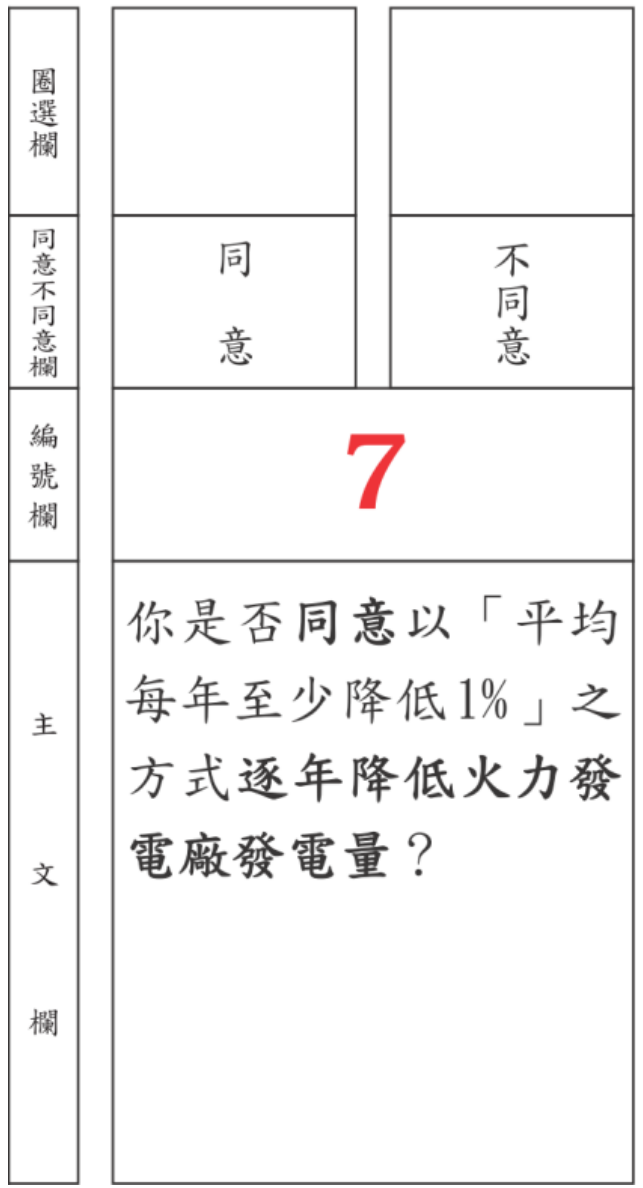 圈選欄
同意
不同意
同意不同意欄
編號欄
7
主文欄
你是否同意以「平均
每年至少降低1%」之
方式逐年降低火力發
電廠發電量?